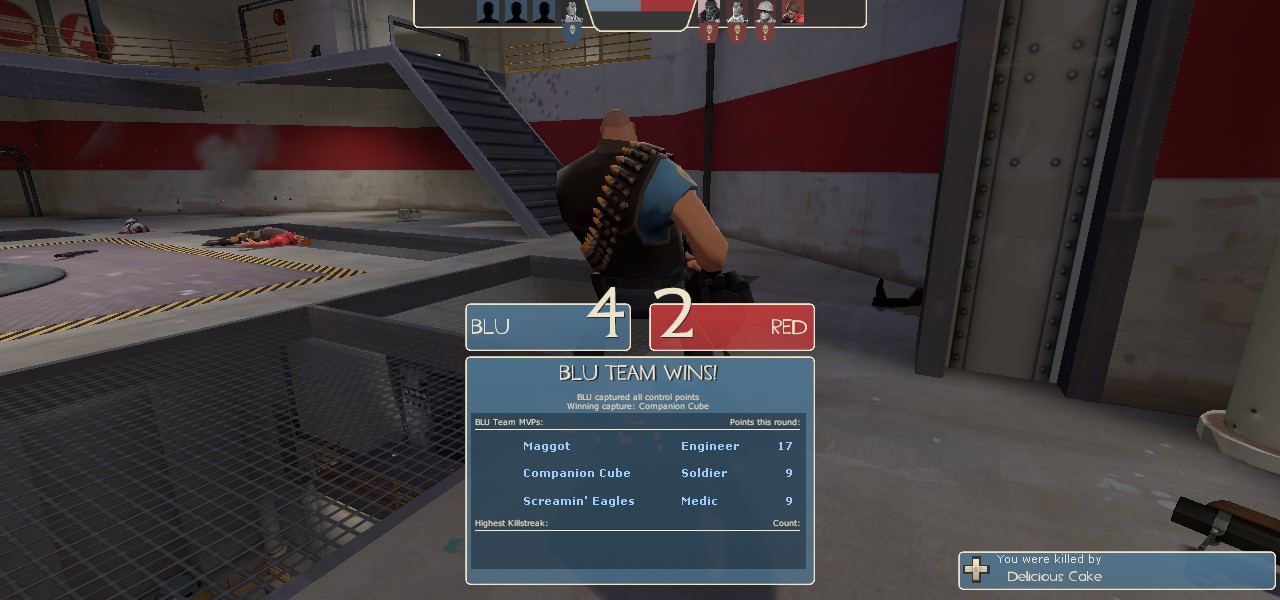 4 2
BLU RED
BLU TEAM WINS!
BLU captured all control points
Winning capture: Companion Cube
BLU Team MVPs: Points this round:
Maggot Engineer 17
Companion Cube Soldier 9
Screamin' Eagles Medic 9
Highest Killstreak: Count:
You were killed by
Delicious Cake